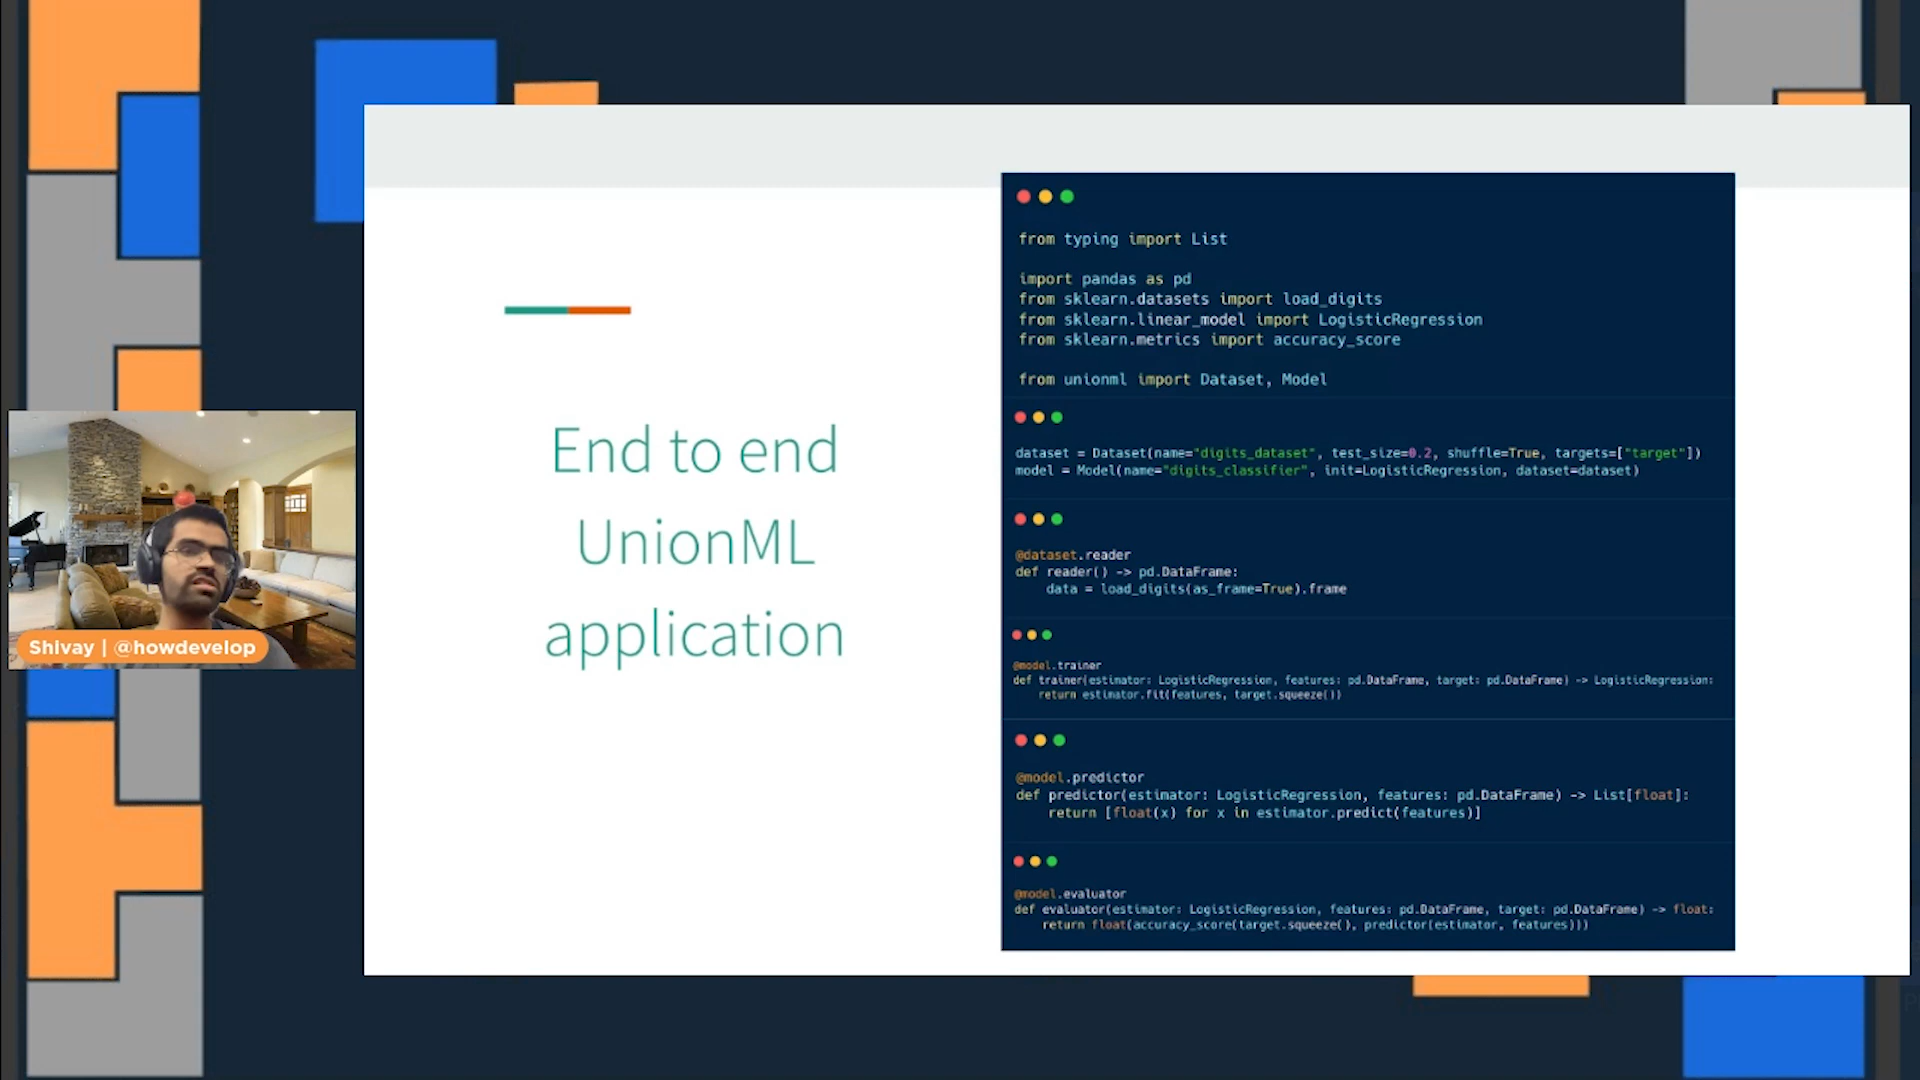 End to end
UnionML
application
from typing import List
import pandas as pd
from sklearn.datasets import load_digits
from sklearn.linear_model import LogisticRegression
from sklearn.metrics import accuracy_score
from unionml import Dataset, Model
dataset = Dataset(name="digits_dataset", test_size=0.2, shuffle=True, targets=["target"])
model = Model(name="digits_classifier", init=LogisticRegression, dataset=dataset)
@dataset.reader
def reader() -> pd.DataFrame:
data = load_digits(as_frame=True).frame
@model.trainer
def trainer(estimator: LogisticRegression, features: pd.DataFrame, target: pd.DataFrame) -> LogisticRegression:
return estimator.fit(features, target.squeeze())
@model.predictor
def predictor(estimator: LogisticRegression, features: pd.DataFrame) -> List[float]:
return [float(x) for x in estimator.predict(features)]
@model.evaluator
def evaluator(estimator: LogisticRegression, features: pd.DataFrame, target: pd.DataFrame) -> float:
return float(accuracy_score(target.squeeze(), predictor(estimator, features)))
Shivay | @howdevelop